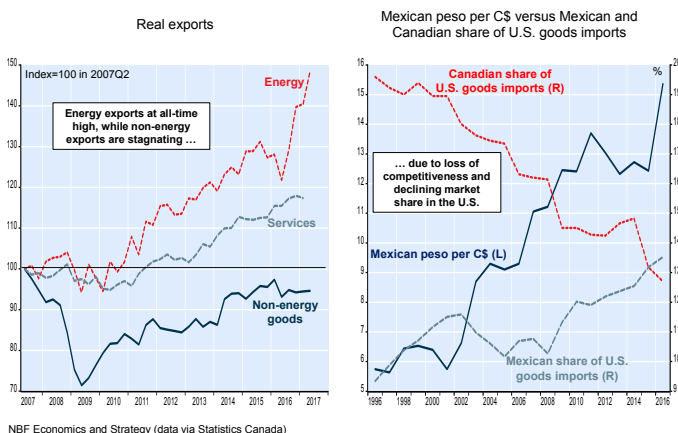 Real exports
Index=100 in 2007Q2
150
140
130
120
110
100
90
80
70
Energy
Energy exports at all-time
high, while non-energy
exports are stagnating …
Services
Non-energy
goods
2007 2008 2009 2010 2011 2012 2013 2014 2015 2016 2017
Mexican peso per C$ versus Mexican and
Canadian share of U.S. goods imports
16
15
14
13
12
11
10
9
8
7
6
5
%
Canadian share of
U.S. goods imports (R)
… due to loss of
competitiveness and
declining market
share in the U.S.
Mexican peso per C$ (L)
Mexican share of U.S.
goods imports (R)
9
1996 1998 2000 2002 2004 2006 2008 2010 2012 2014 2016
NBF Economics and Strategy (data via Statistics Canada)